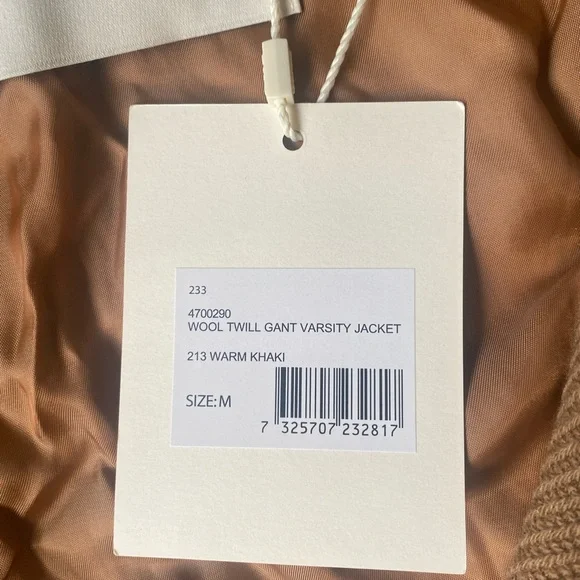 233
4700290
WOOL TWILL GANT VARSITY JACKET
213 WARM KHAKI
SIZE: M
7 325707 232817